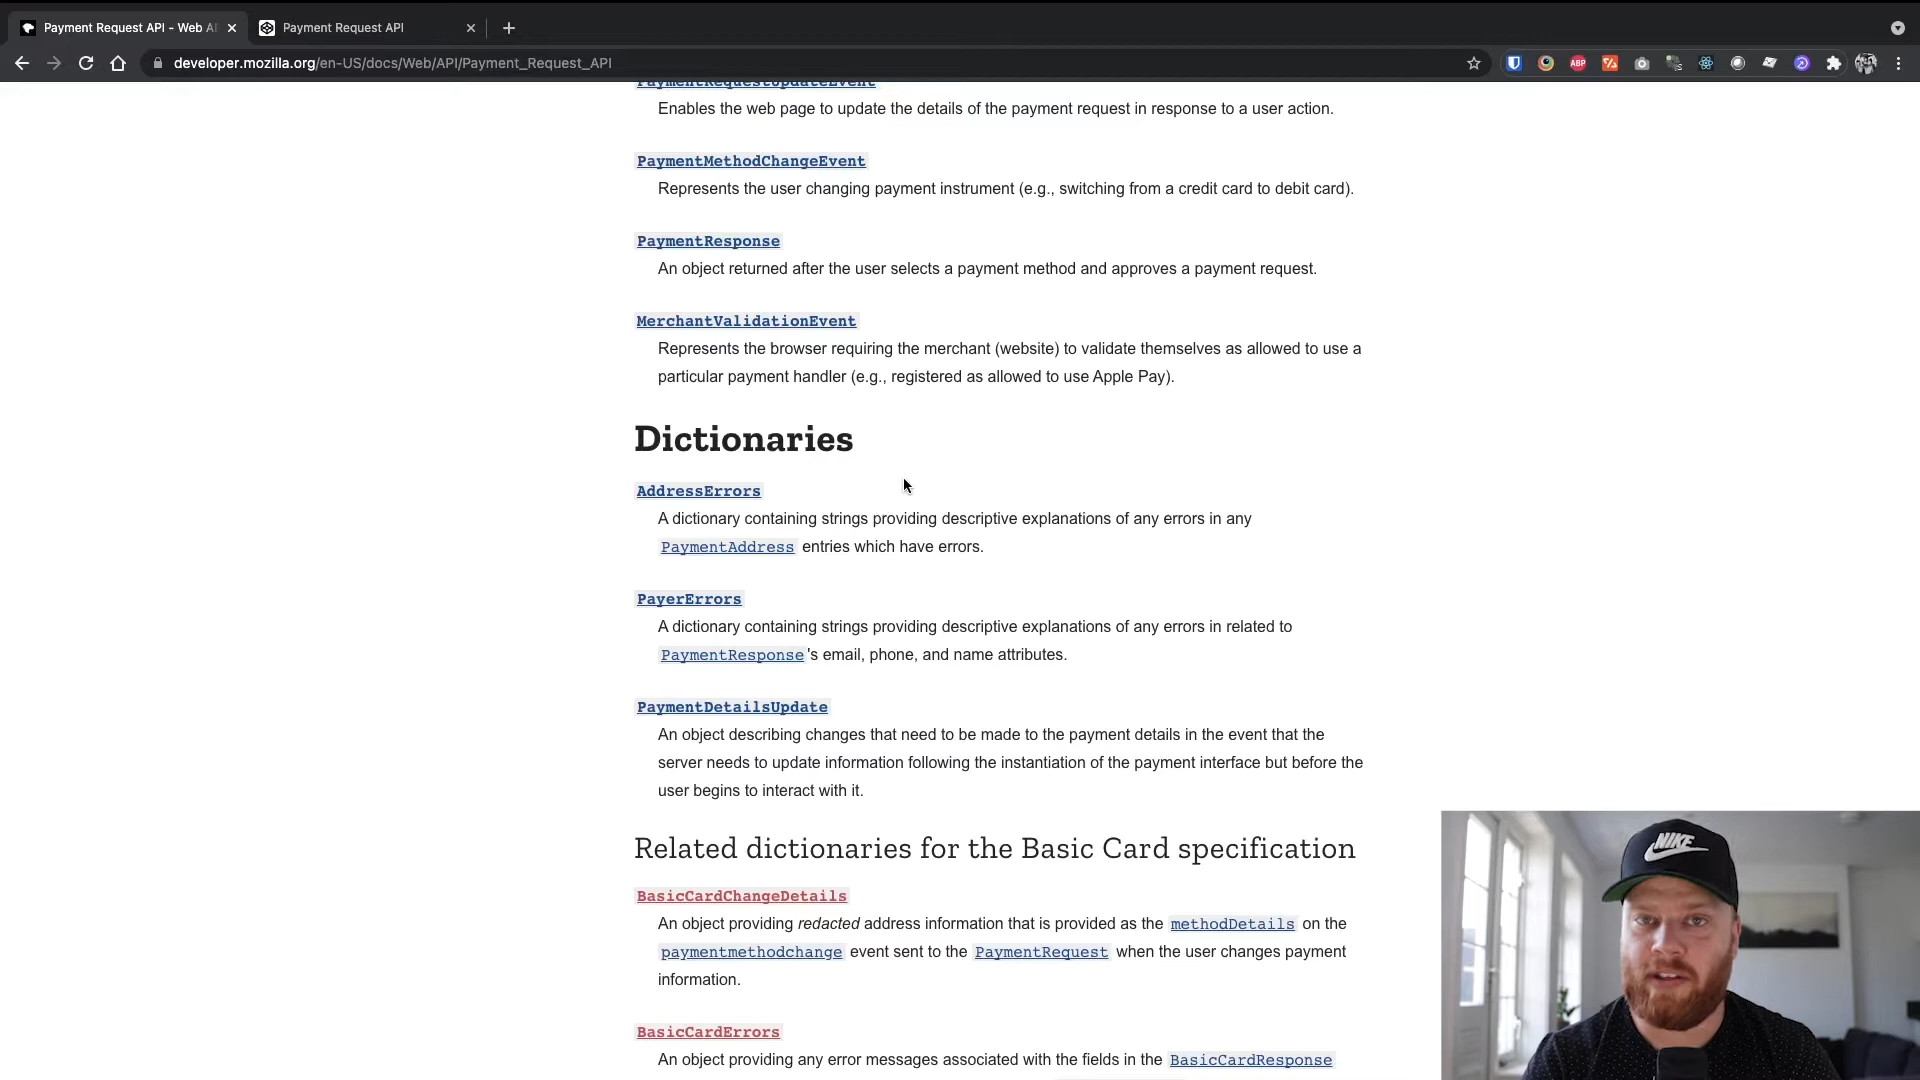 Payment Request API - Web A
Payment Request API
developer.mozilla.org/en-US/docs/Web/API/Payment_Request_API
ABP
PaymentRequestUpdateEvent
Enables the web page to update the details of the payment request in response to a user action.
PaymentMethodChangeEvent
Represents the user changing payment instrument (e.g., switching from a credit card to debit card).
PaymentResponse
An object returned after the user selects a payment method and approves a payment request.
MerchantValidationEvent
Represents the browser requiring the merchant (website) to validate themselves as allowed to use a
particular payment handler (e.g., registered as allowed to use Apple Pay).
Dictionaries
AddressErrors
A dictionary containing strings providing descriptive explanations of any errors in any
PaymentAddress entries which have errors.
PayerErrors
A dictionary containing strings providing descriptive explanations of any errors in related to
PaymentResponse's email, phone, and name attributes.
PaymentDetailsUpdate
An object describing changes that need to be made to the payment details in the event that the
server needs to update information following the instantiation of the payment interface but before the
user begins to interact with it.
Related dictionaries for the Basic Card specification
BasicCardChangeDetails
An object providing redacted address information that is provided as the methodDetails on the
paymentmethodchange event sent to the PaymentRequest when the user changes payment
information.
BasicCardErrors
An object providing any error messages associated with the fields in the BasicCardResponse
NIKE